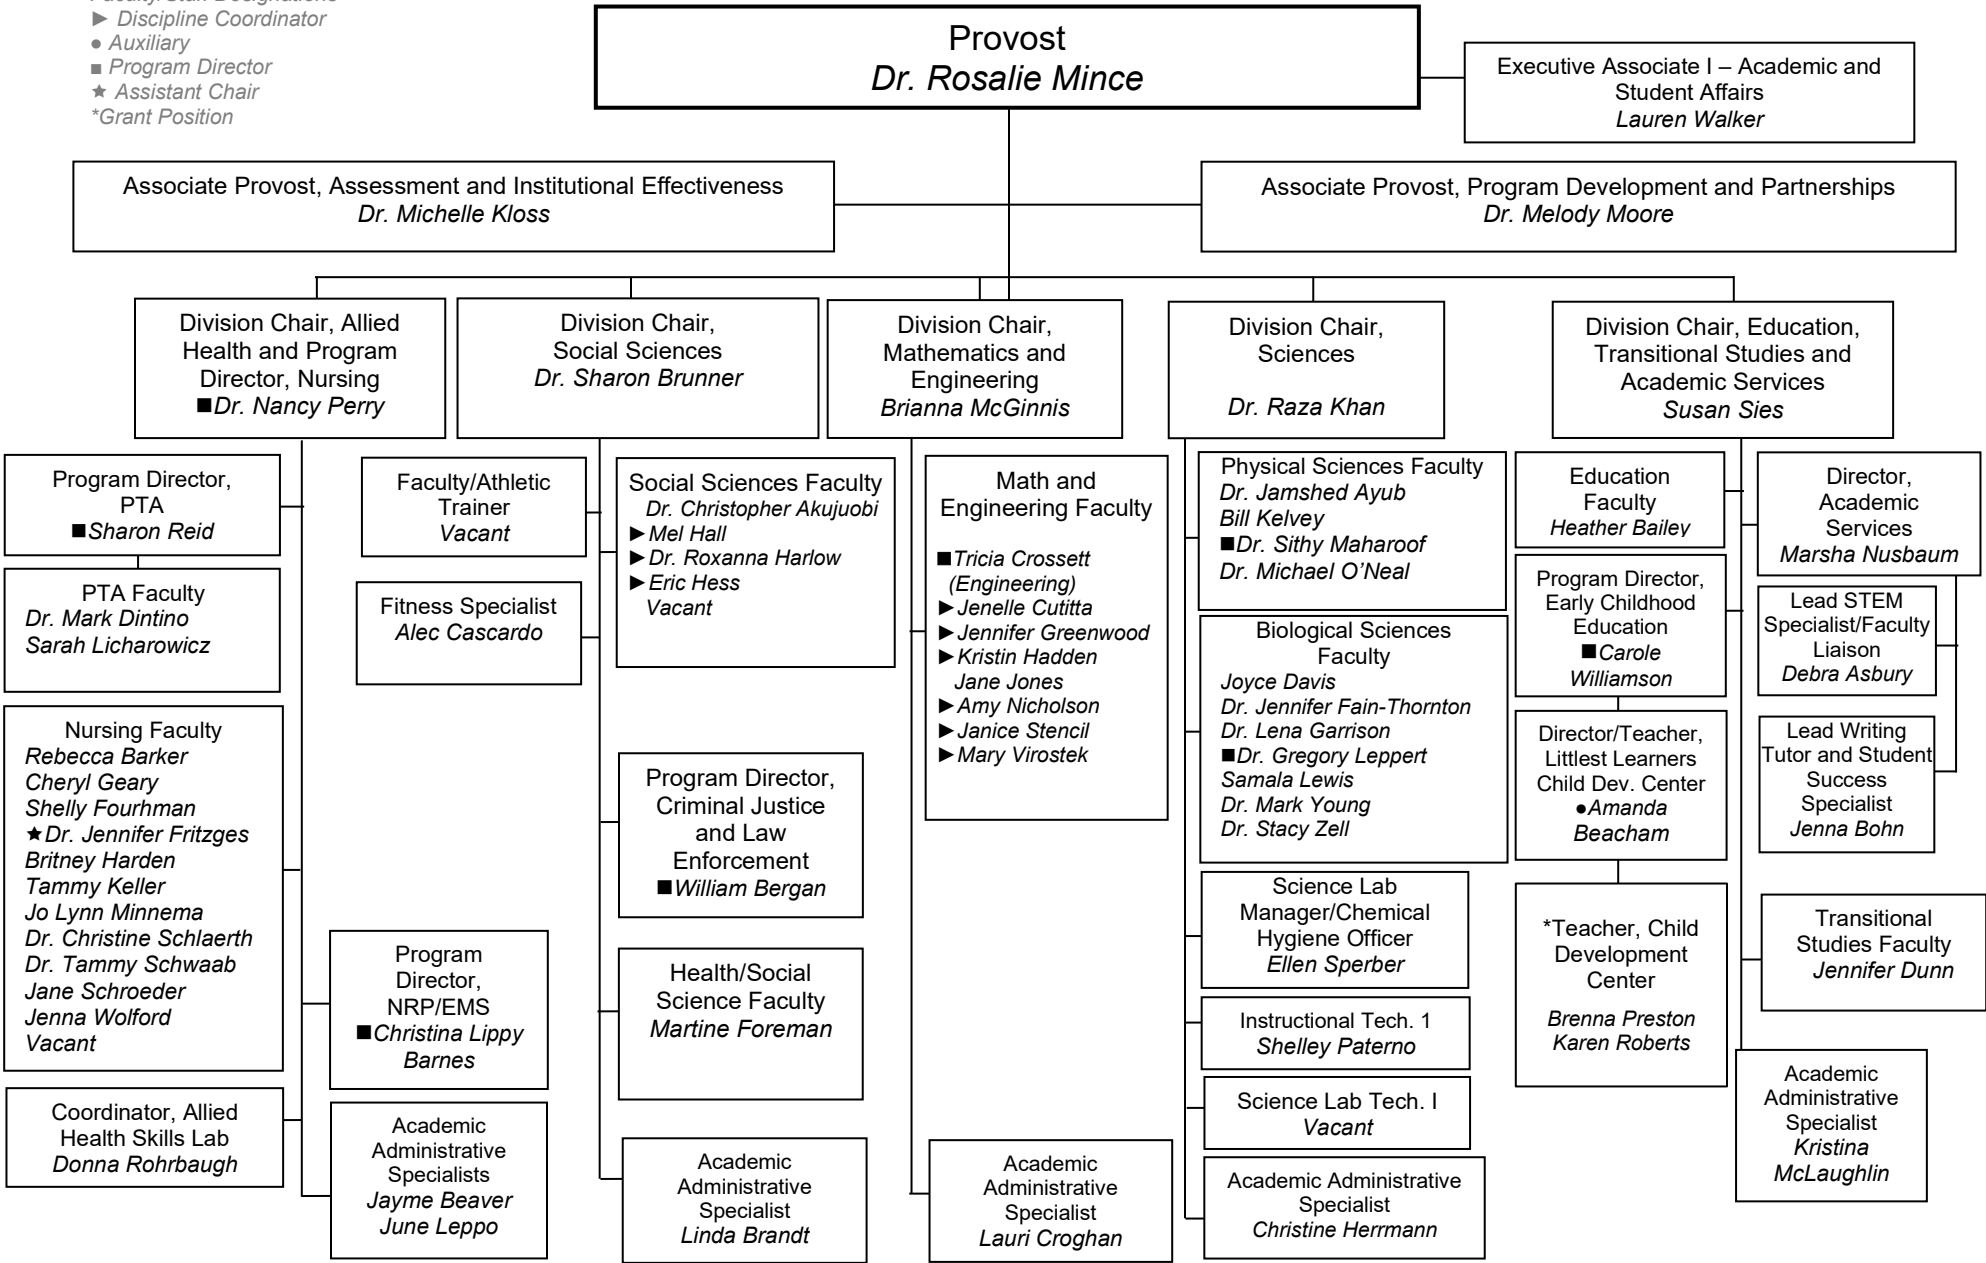 Faculty/Staff Designations
► Discipline Coordinator
● Auxiliary
■ Program Director
★ Assistant Chair
*Grant Position
Provost
Dr. Rosalie Mince
Executive Associate I – Academic and
Student Affairs
Lauren Walker
Associate Provost, Assessment and Institutional Effectiveness
Dr. Michelle Kloss
Associate Provost, Program Development and Partnerships
Dr. Melody Moore
Division Chair, Allied
Health and Program
Director, Nursing
■Dr. Nancy Perry
Division Chair,
Social Sciences
Dr. Sharon Brunner
Division Chair,
Mathematics and
Engineering
Brianna McGinnis
Division Chair,
Sciences
Dr. Raza Khan
Division Chair, Education,
Transitional Studies and
Academic Services
Susan Sies
Program Director,
PTA
■Sharon Reid
PTA Faculty
Dr. Mark Dintino
Sarah Licharowicz
Nursing Faculty
Rebecca Barker
Cheryl Geary
Shelly Fourhman
★Dr. Jennifer Fritzges
Britney Harden
Tammy Keller
Jo Lynn Minnema
Dr. Christine Schlaerth
Dr. Tammy Schwaab
Jane Schroeder
Jenna Wolford
Vacant
Coordinator, Allied
Health Skills Lab
Donna Rohrbaugh
Program
Director,
NRP/EMS
■Christina Lippy
Barnes
Academic
Administrative
Specialists
Jayme Beaver
June Leppo
Faculty/Athletic
Trainer
Vacant
Fitness Specialist
Alec Cascardo
Social Sciences Faculty
Dr. Christopher Akujuobi
►Mel Hall
►Dr. Roxanna Harlow
►Eric Hess
Vacant
Program Director,
Criminal Justice
and Law
Enforcement
■William Bergan
Health/Social
Science Faculty
Martine Foreman
Academic
Administrative
Specialist
Linda Brandt
Math and
Engineering Faculty
■Tricia Crossett
(Engineering)
►Jenelle Cutitta
►Jennifer Greenwood
►Kristin Hadden
Jane Jones
►Amy Nicholson
►Janice Stencil
►Mary Virostek
Academic
Administrative
Specialist
Lauri Croghan
Physical Sciences Faculty
Dr. Jamshed Ayub
Bill Kelvey
■Dr. Sithy Maharoof
Dr. Michael O’Neal
Biological Sciences
Faculty
Joyce Davis
Dr. Jennifer Fain-Thornton
Dr. Lena Garrison
■Dr. Gregory Leppert
Samala Lewis
Dr. Mark Young
Dr. Stacy Zell
Science Lab
Manager/Chemical
Hygiene Officer
Ellen Sperber
Instructional Tech. 1
Shelley Paterno
Science Lab Tech. I
Vacant
Academic Administrative
Specialist
Christine Herrmann
Education
Faculty
Heather Bailey
Program Director,
Early Childhood
Education
■Carole
Williamson
Director/Teacher,
Littlest Learners
Child Dev. Center
●Amanda
Beacham
*Teacher, Child
Development
Center
Brenna Preston
Karen Roberts
Director,
Academic
Services
Marsha Nusbaum
Lead STEM
Specialist/Faculty
Liaison
Debra Asbury
Lead Writing
Tutor and Student
Success
Specialist
Jenna Bohn
Transitional
Studies Faculty
Jennifer Dunn
Academic
Administrative
Specialist
Kristina
McLaughlin